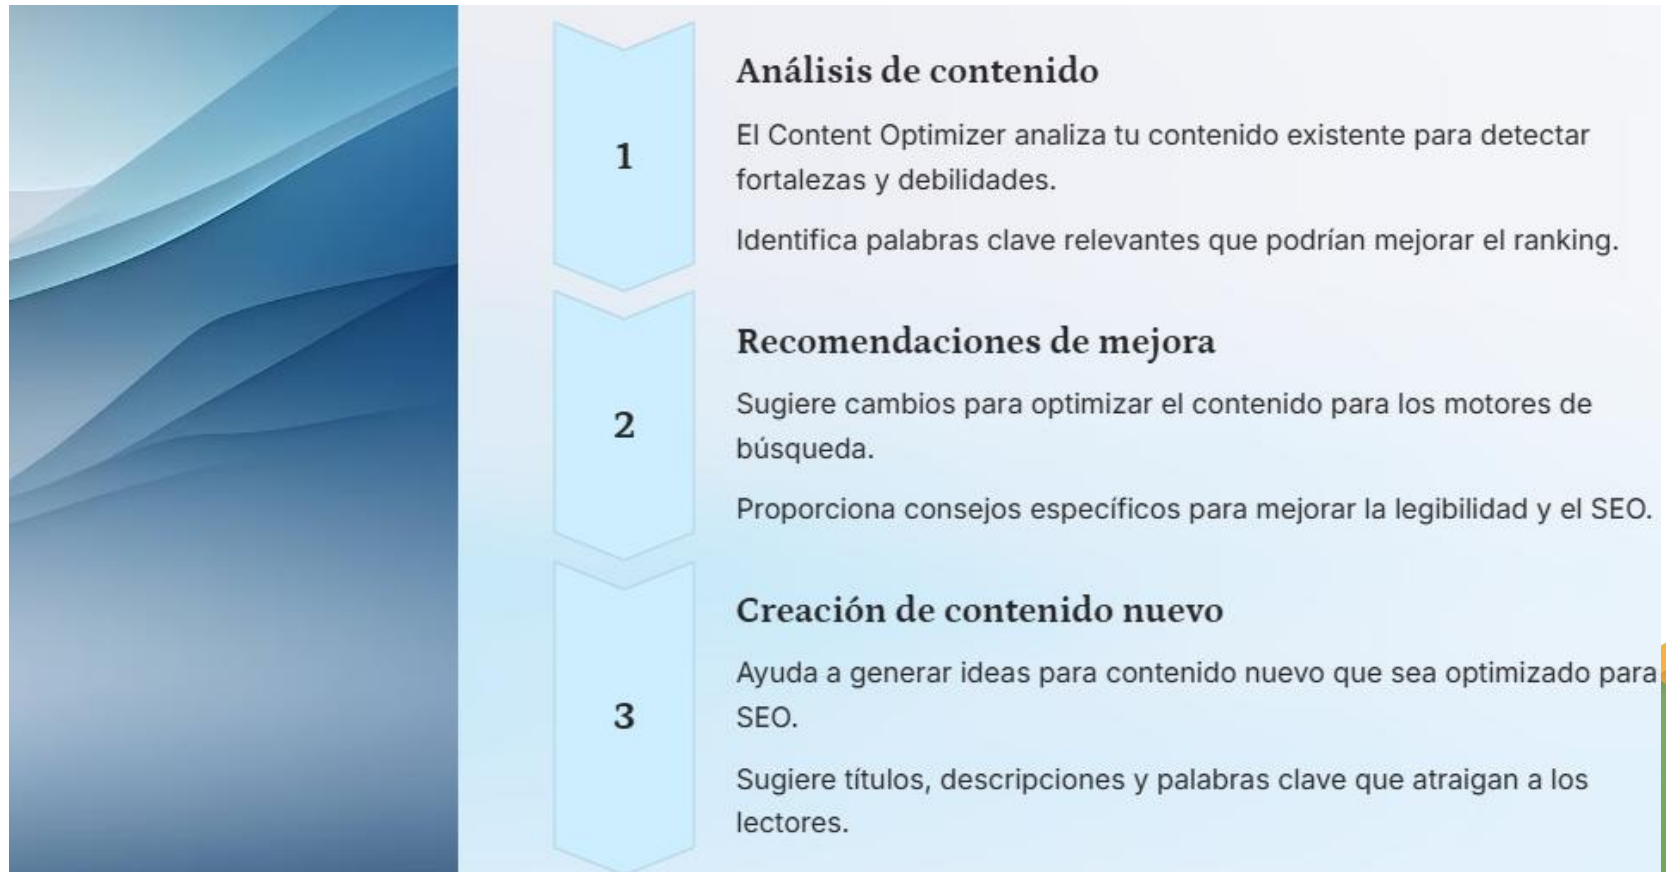 Análisis de contenido
1
El Content Optimizer analiza tu contenido existente para detectar
fortalezas y debilidades.
Identifica palabras clave relevantes que podrían mejorar el ranking.
Recomendaciones de mejora
2
Sugiere cambios para optimizar el contenido para los motores de
búsqueda.
Proporciona consejos específicos para mejorar la legibilidad y el SEO.
Creación de contenido nuevo
3
Ayuda a generar ideas para contenido nuevo que sea optimizado para
SEO.
Sugiere títulos, descripciones y palabras clave que atraigan a los
lectores.